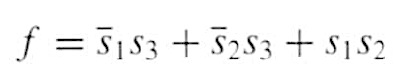 f = s̅₁s₃ + s̅₂s₃ + s₁s₂